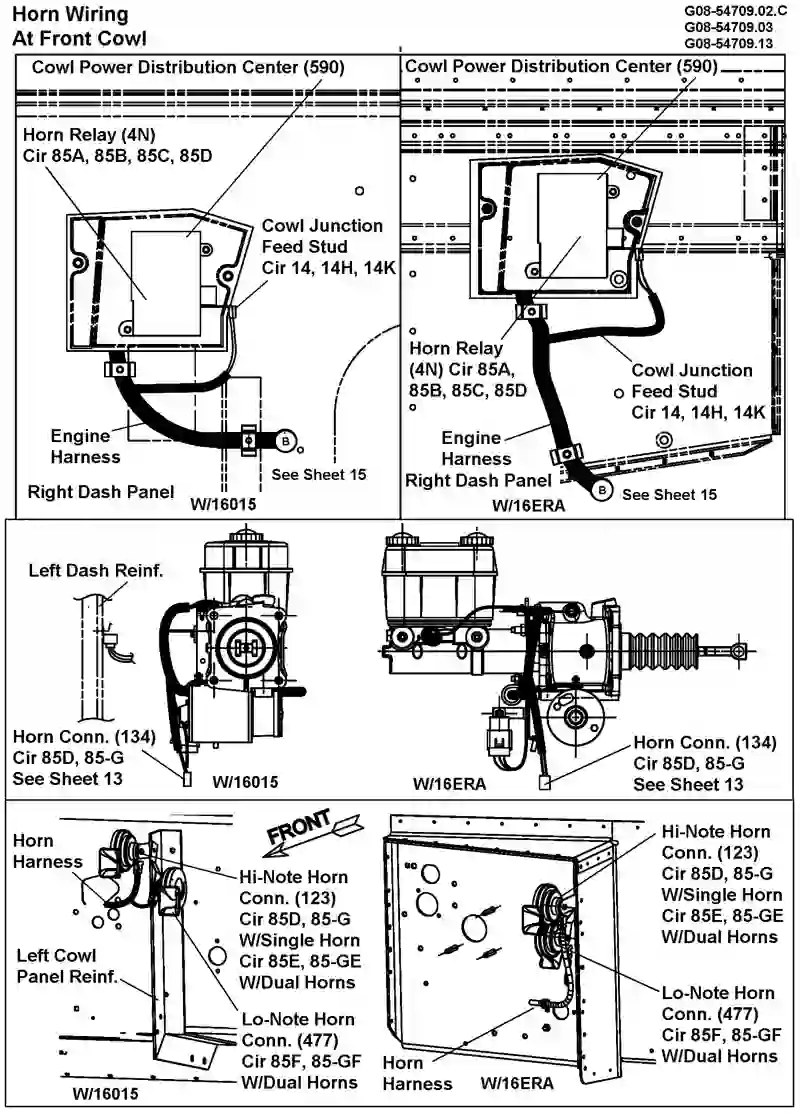 Horn Wiring
At Front Cowl
G08-54709.02.C
G08-54709.03
G08-54709.13
Cowl Power Distribution Center (590)
Horn Relay (4N)
Cir 85A, 85B, 85C, 85D
Cowl Junction
Feed Stud
Cir 14, 14H, 14K
Engine
Harness
B
See Sheet 15
Right Dash Panel
W/16015
Cowl Power Distribution Center (590)
Horn Relay
(4N) Cir 85A,
85B, 85C, 85D
Cowl Junction
Feed Stud
Cir 14, 14H, 14K
Engine
Harness
Right Dash Panel
B
See Sheet 15
W/16ERA
Left Dash Reinf.
Horn Conn. (134)
Cir 85D, 85-G
See Sheet 13
W/16015
Horn Conn. (134)
Cir 85D, 85-G
See Sheet 13
W/16ERA
Horn
Harness
FRONT
Hi-Note Horn
Conn. (123)
Cir 85D, 85-G
W/Single Horn
Cir 85E, 85-GE
W/Dual Horns
Left Cowl
Panel Reinf.
Lo-Note Horn
Conn. (477)
Cir 85F, 85-GF
W/Dual Horns
W/16015
Hi-Note Horn
Conn. (123)
Cir 85D, 85-G
W/Single Horn
Cir 85E, 85-GE
W/Dual Horns
Lo-Note Horn
Conn. (477)
Cir 85F, 85-GF
W/Dual Horns
Horn
Harness
W/16ERA